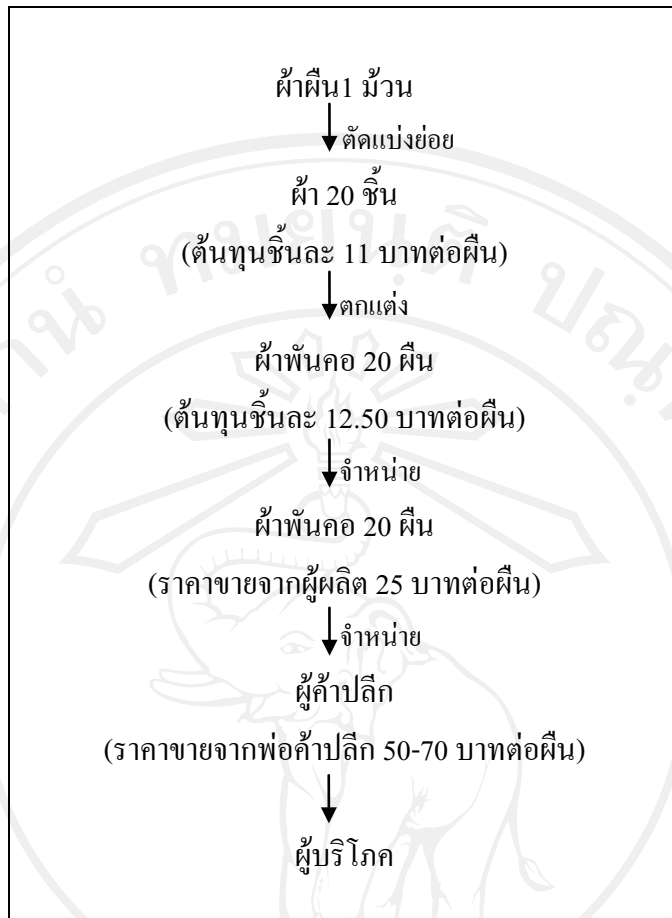 ผ้าผืน1 ม้วน
ตัดแบ่งย่อย
ผ้า 20 ชิ้น
(ต้นทุนชิ้นละ 11 บาทต่อผืน)
ตกแต่ง
ผ้าพันคอ 20 ผืน
(ต้นทุนชิ้นละ 12.50 บาทต่อผืน)
จำหน่าย
ผ้าพันคอ 20 ผืน
(ราคาขายจากผู้ผลิต 25 บาทต่อผืน)
จำหน่าย
ผู้ค้าปลีก
(ราคาขายจากพ่อค้าปลีก 50-70 บาทต่อผืน)
ผู้บริโภค